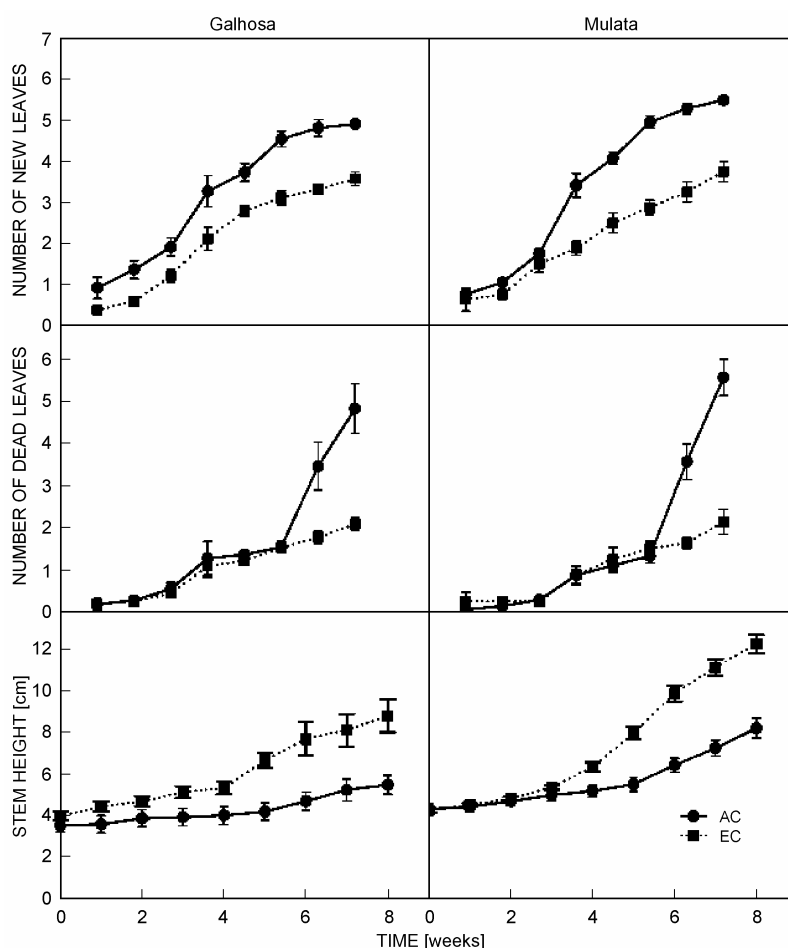 Galhosa Mulata
NUMBER OF NEW LEAVES
7
6
5
4
3
2
1
0
NUMBER OF DEAD LEAVES
6
5
4
3
2
1
0
STEM HEIGHT [cm]
12
10
8
6
4
2
0
AC
EC
0 2 4 6 8 0 2 4 6 8
TIME [weeks]